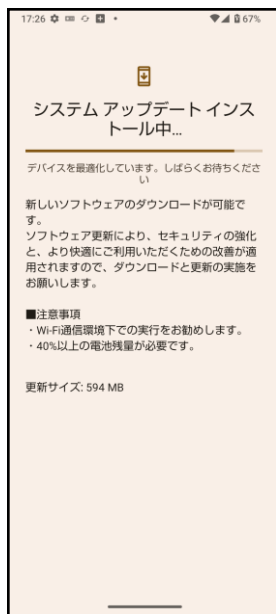 17:26
67%
システム アップデート インス
トール中...
デバイスを最適化しています。しばらくお待ちくださ
い
新しいソフトウェアのダウンロードが可能で
す。
ソフトウェア更新により、セキュリティの強化
と、より快適にご利用いただくための改善が適
用されますので、ダウンロードと更新の実施を
お願いします。
■注意事項
・Wi-Fi通信環境下での実行をお勧めします。
・40%以上の電池残量が必要です。
更新サイズ: 594 MB